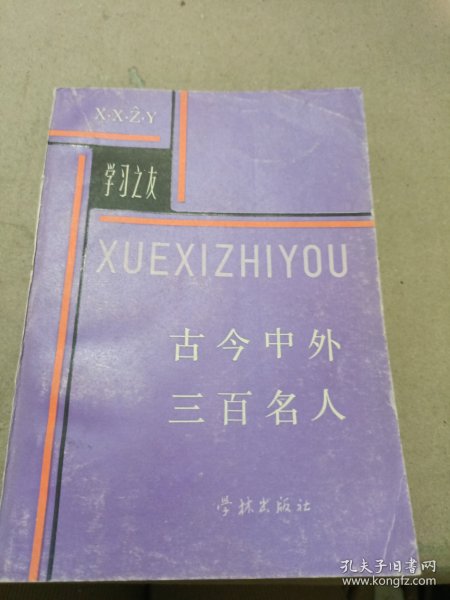 X·X·Ẑ·Y
学习之友
XUEXIZHIYOU
古今中外
三百名人
学林出版社
孔夫子旧书网
www.kongfz.com